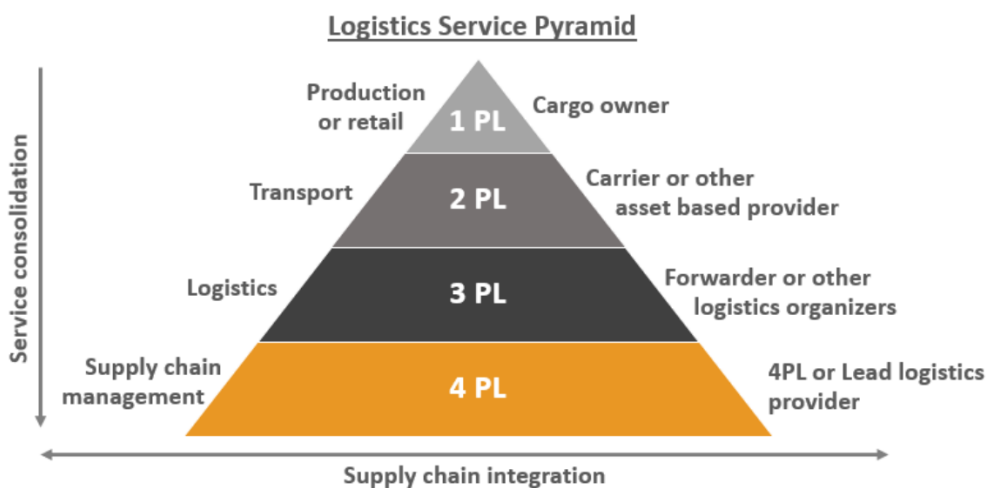 Logistics Service Pyramid
Production
or retail
1 PL
Cargo owner
Transport
2 PL
Carrier or other
asset based provider
Logistics
3 PL
Forwarder or other
logistics organizers
Supply chain
management
4 PL
4PL or Lead logistics
provider
Service consolidation
Supply chain integration